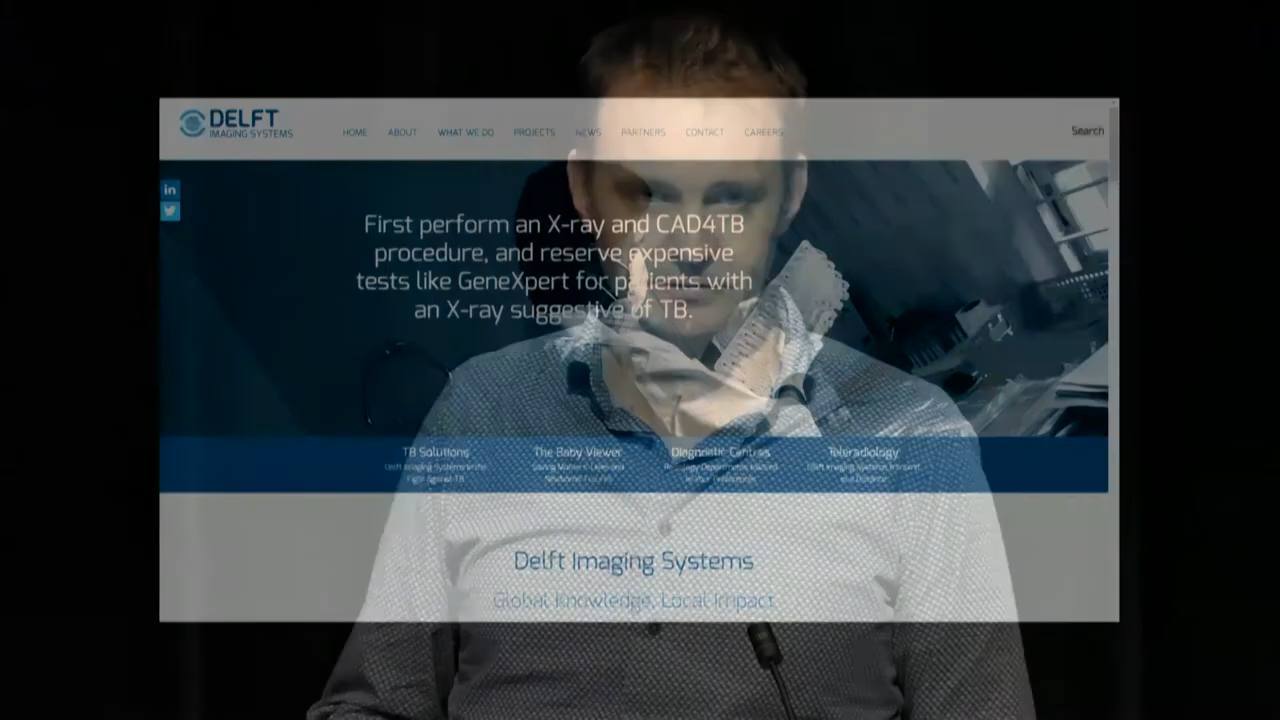 DELFT
IMAGING SYSTEMS
HOME ABOUT WHAT WE DO PROJECTS NEWS PARTNERS CONTACT CAREERS
Search
in
First perform an X-ray and CAD4TB
procedure, and reserve expensive
tests like GeneXpert for patients with
an X-ray suggestive of TB.
TB Solutions The Baby Viewer Diagnostic Centres Teleradiology
Delft Imaging Systems
Global Knowledge, Local Impact